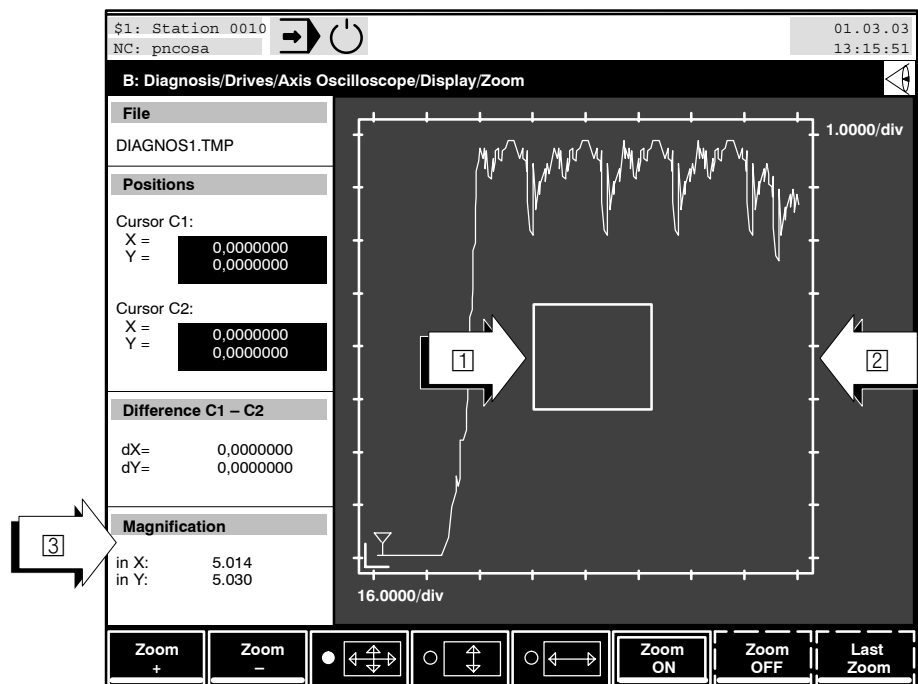 $1: Station 0010
NC: pncosa
01.03.03
13:15:51
B: Diagnosis/Drives/Axis Oscilloscope/Display/Zoom
File
DIAGNOS1.TMP
Positions
Cursor C1:
X = 0,0000000
Y = 0,0000000
Cursor C2:
X = 0,0000000
Y = 0,0000000
Difference C1 – C2
dX= 0,0000000
dY= 0,0000000
Magnification
in X: 5.014
in Y: 5.030
1.0000/div
1
2
3
16.0000/div
Zoom +
Zoom –
Zoom ON
Zoom OFF
Last Zoom